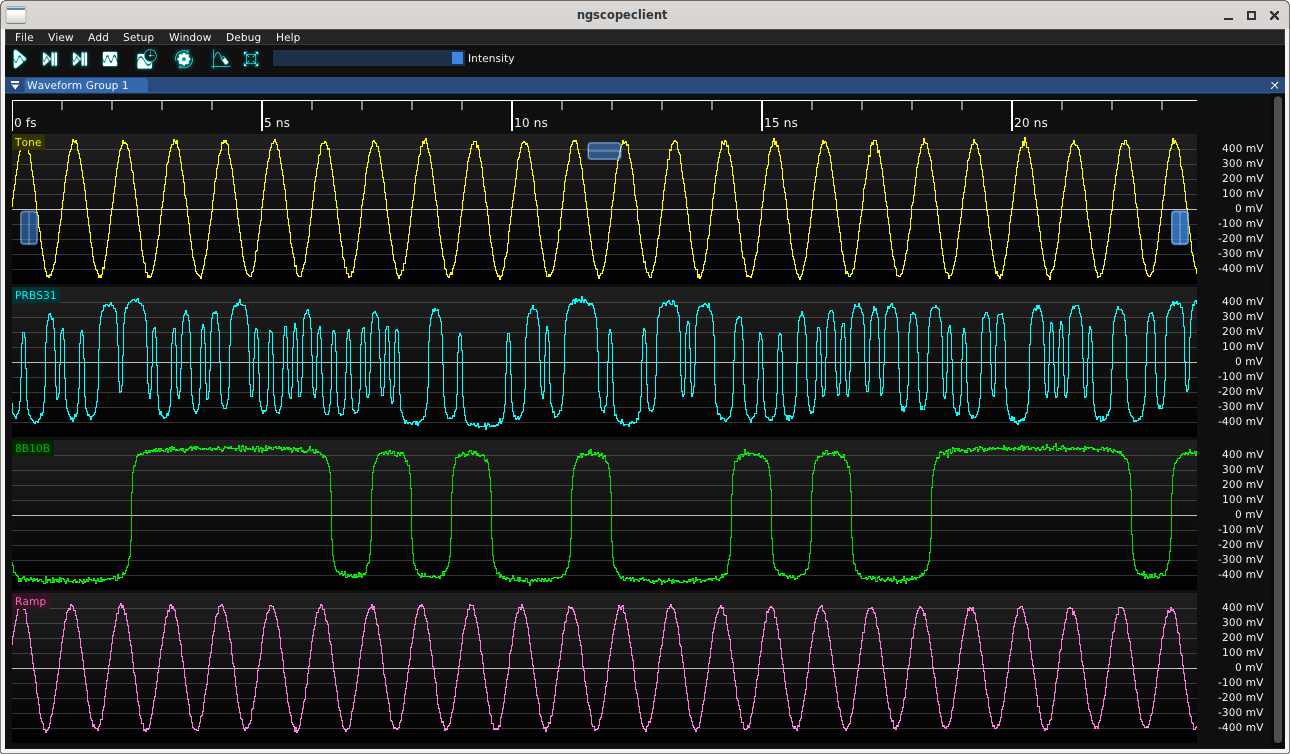 ngscopeclient
File View Add Setup Window Debug Help
Intensity
Waveform Group 1
0 fs 5 ns 10 ns 15 ns 20 ns
Tone
400 mV
300 mV
200 mV
100 mV
0 mV
-100 mV
-200 mV
-300 mV
-400 mV
PRBS31
400 mV
300 mV
200 mV
100 mV
0 mV
-100 mV
-200 mV
-300 mV
-400 mV
8B10B
400 mV
300 mV
200 mV
100 mV
0 mV
-100 mV
-200 mV
-300 mV
-400 mV
Ramp
400 mV
300 mV
200 mV
100 mV
0 mV
-100 mV
-200 mV
-300 mV
-400 mV